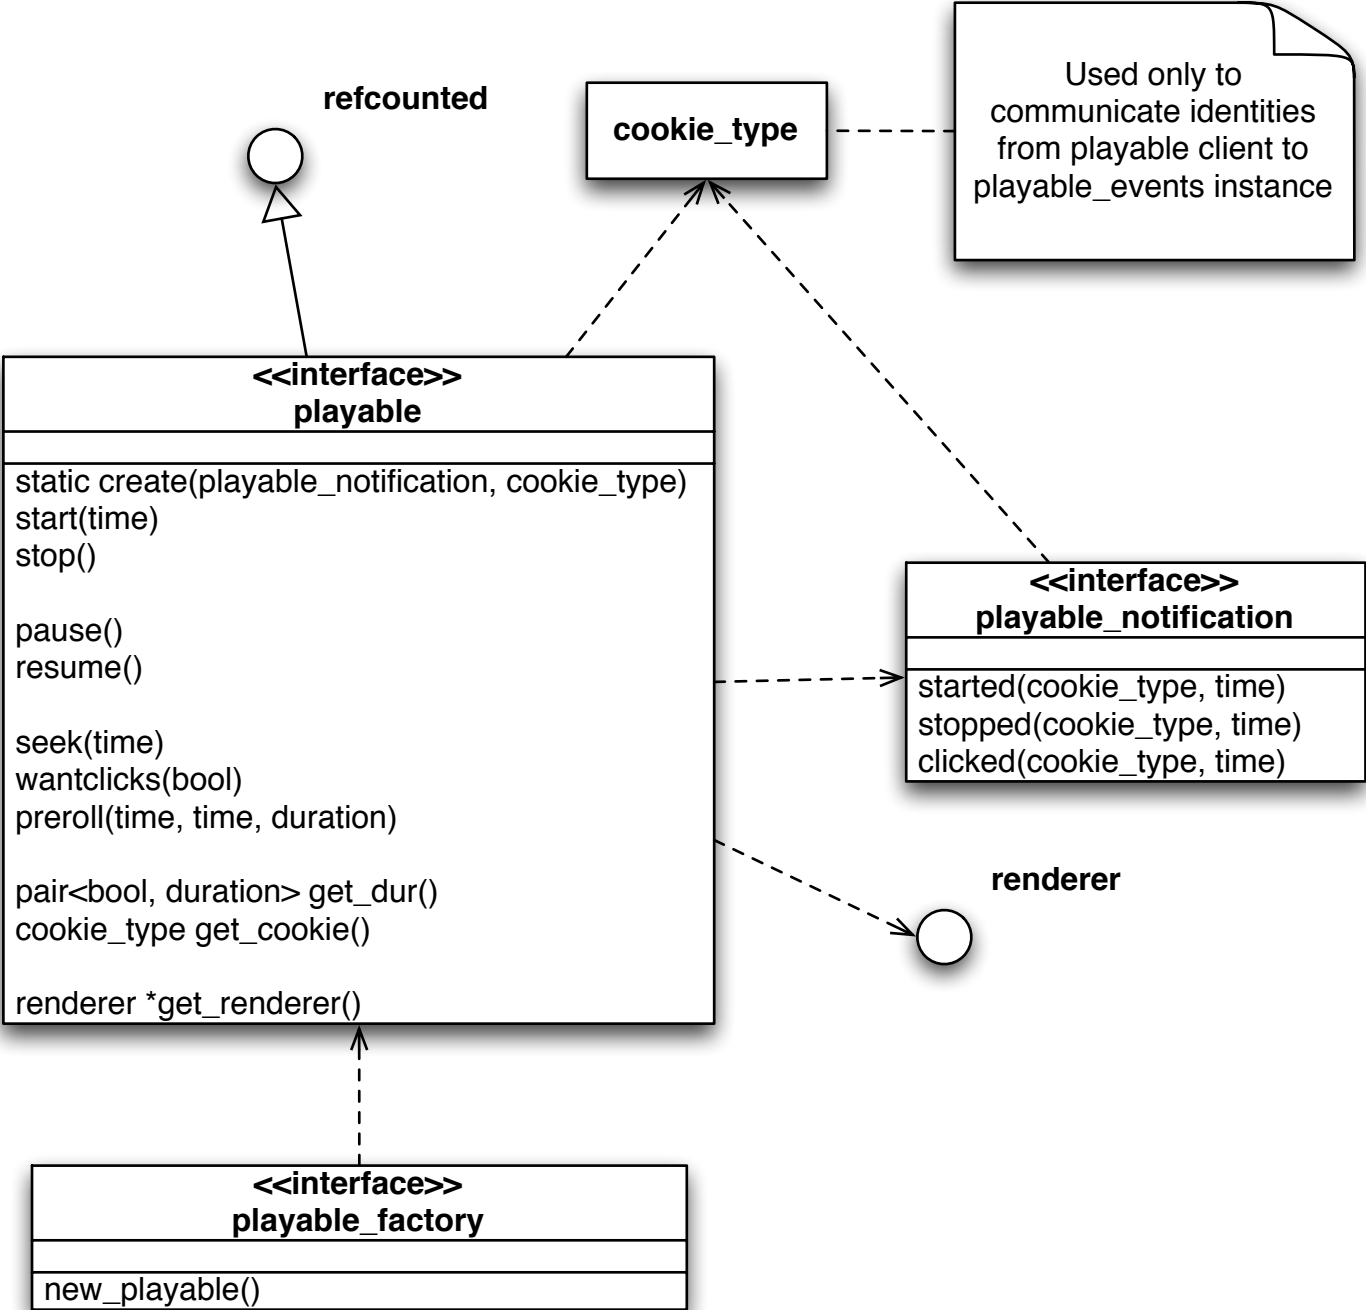 refcounted
cookie_type
Used only to
communicate identities
from playable client to
playable_events instance
<<interface>>
playable
static create(playable_notification, cookie_type)
start(time)
stop()
pause()
resume()
seek(time)
wantclicks(bool)
preroll(time, time, duration)
pair<bool, duration> get_dur()
cookie_type get_cookie()
renderer *get_renderer()
<<interface>>
playable_notification
started(cookie_type, time)
stopped(cookie_type, time)
clicked(cookie_type, time)
renderer
<<interface>>
playable_factory
new_playable()